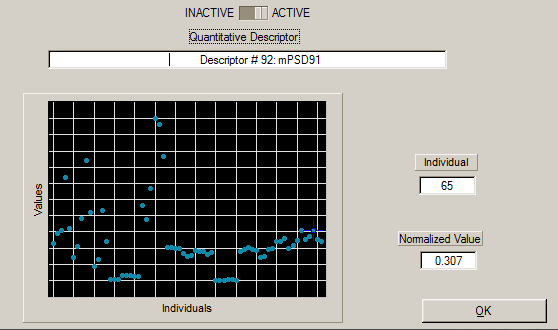 INACTIVE ACTIVE
Quantitative Descriptor
Descriptor # 92: mPSD91
Values
Individuals
Individual
65
Normalized Value
0.307
OK